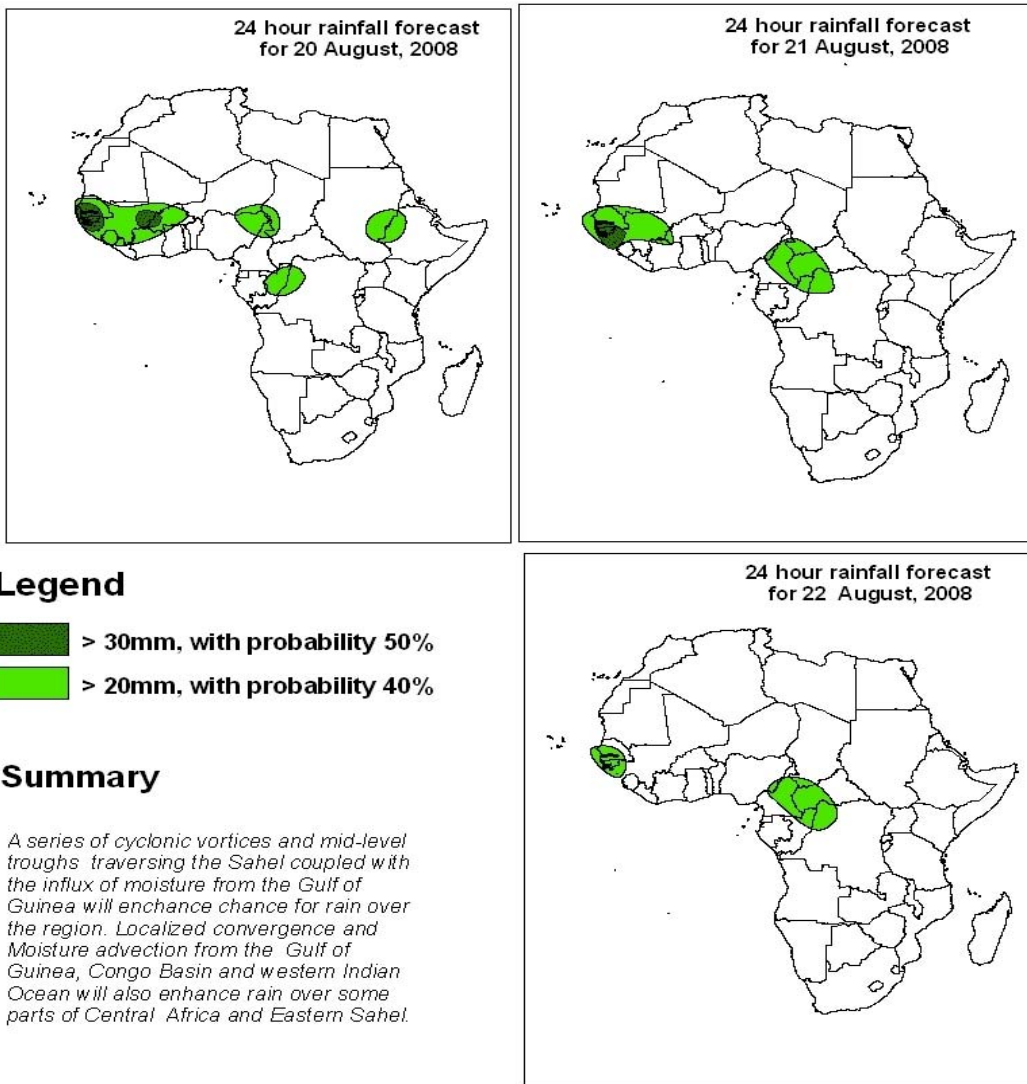 24 hour rainfall forecast
for 20 August, 2008
24 hour rainfall forecast
for 21 August, 2008
Legend
> 30mm, with probability 50%
> 20mm, with probability 40%
24 hour rainfall forecast
for 22 August, 2008
Summary
A series of cyclonic vortices and mid-level
troughs traversing the Sahel coupled with
the influx of moisture from the Gulf of
Guinea will enchance chance for rain over
the region. Localized convergence and
Moisture advection from the Gulf of
Guinea, Congo Basin and western Indian
Ocean will also enhance rain over some
parts of Central Africa and Eastern Sahel.